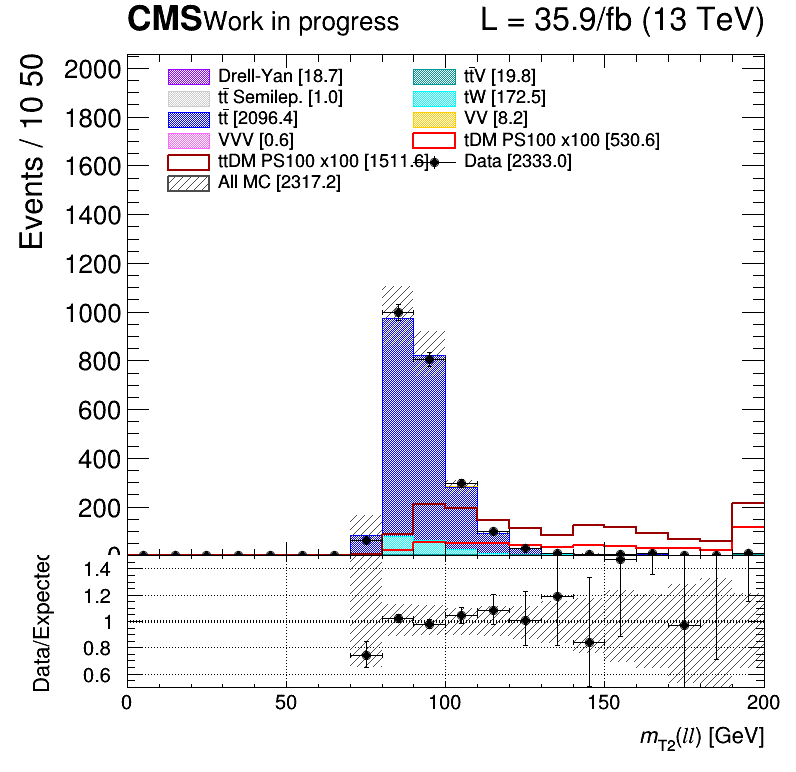 CMS Work in progress L = 35.9/fb (13 TeV)
Events / 10 50
2000
1800
1600
1400
1200
1000
800
600
400
200
0
Drell-Yan [18.7]
tt̄V [19.8]
tt̄ Semilep. [1.0]
tW [172.5]
tt̄ [2096.4]
VV [8.2]
VVV [0.6]
tDM PS100 x100 [530.6]
ttDM PS100 x100 [1511.6]
Data [2333.0]
All MC [2317.2]
Data/Expected
1.4
1.2
1
0.8
0.6
0 50 100 150 200
mT2(ll) [GeV]